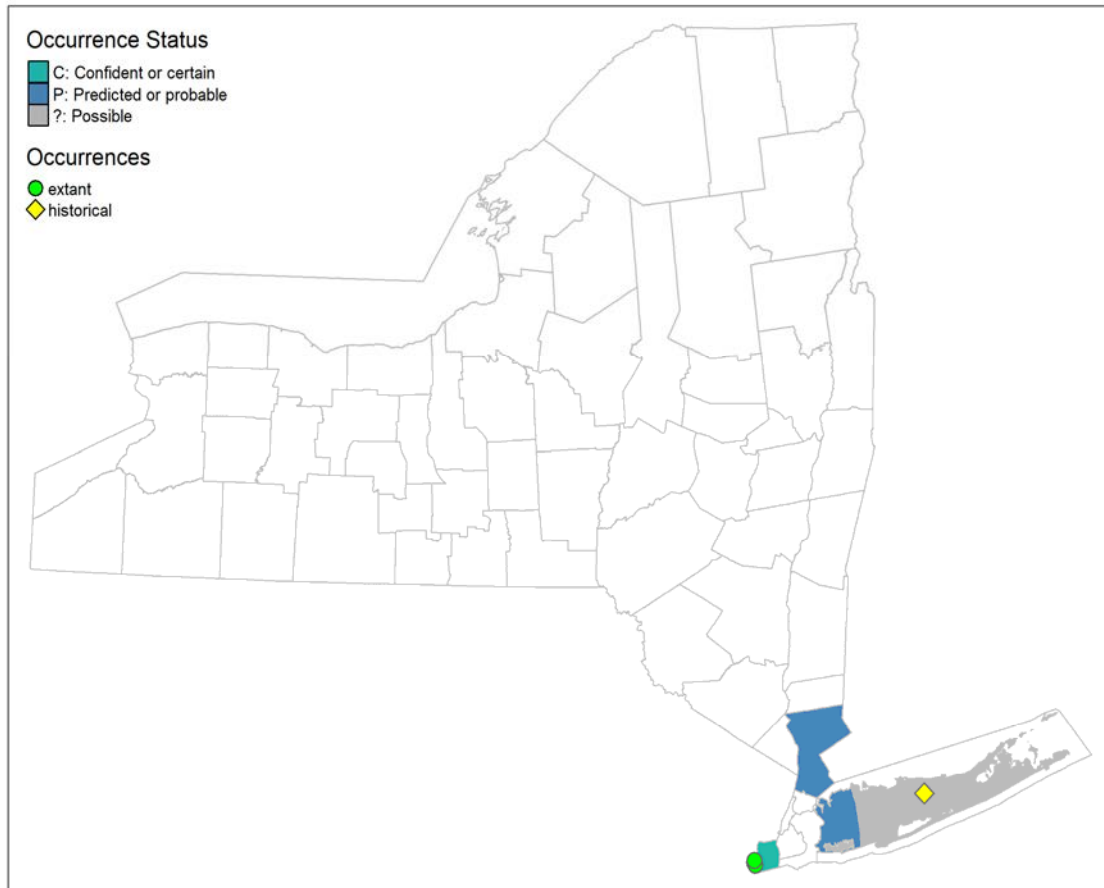 Occurrence Status
C: Confident or certain
P: Predicted or probable
?: Possible
Occurrences
extant
historical